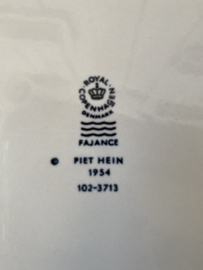 ROYAL
COPENHAGEN
DENMARK
FAJANCE
PIET HEIN
1954
102-3713